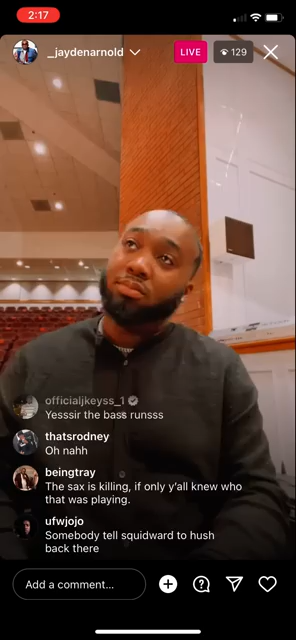 2:17
_jaydenarnold
LIVE
129
officialjkeyss_1
Yesssir the bass runsss
thatsrodney
Oh nahh
beingtray
The sax is killing, if only y'all knew who
that was playing.
ufwjojo
Somebody tell squidward to hush
back there
Add a comment...